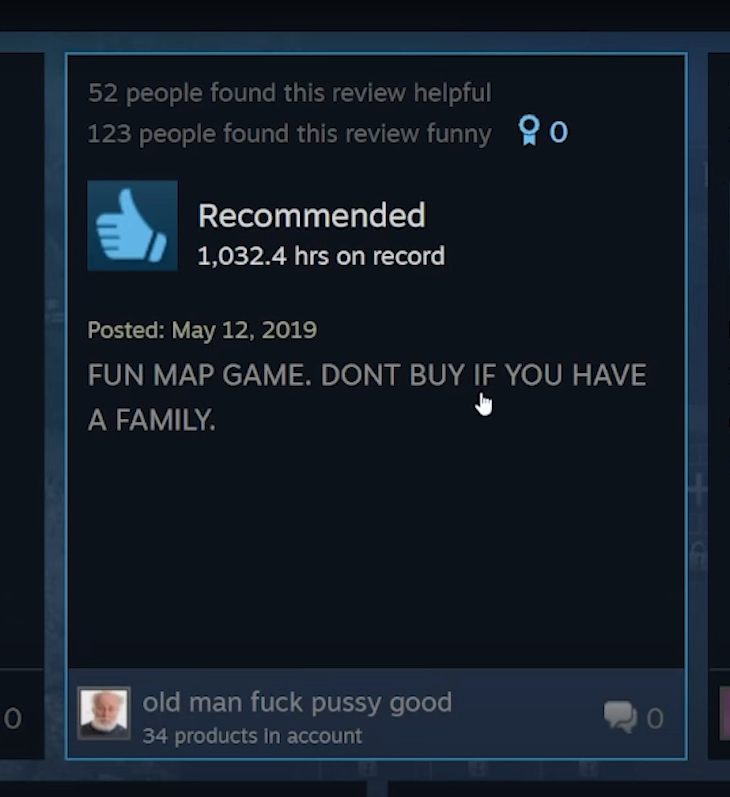 52 people found this review helpful
123 people found this review funny 0
Recommended
1,032.4 hrs on record
Posted: May 12, 2019
FUN MAP GAME. DONT BUY IF YOU HAVE
A FAMILY.
0
old man fuck pussy good 0
34 products in account